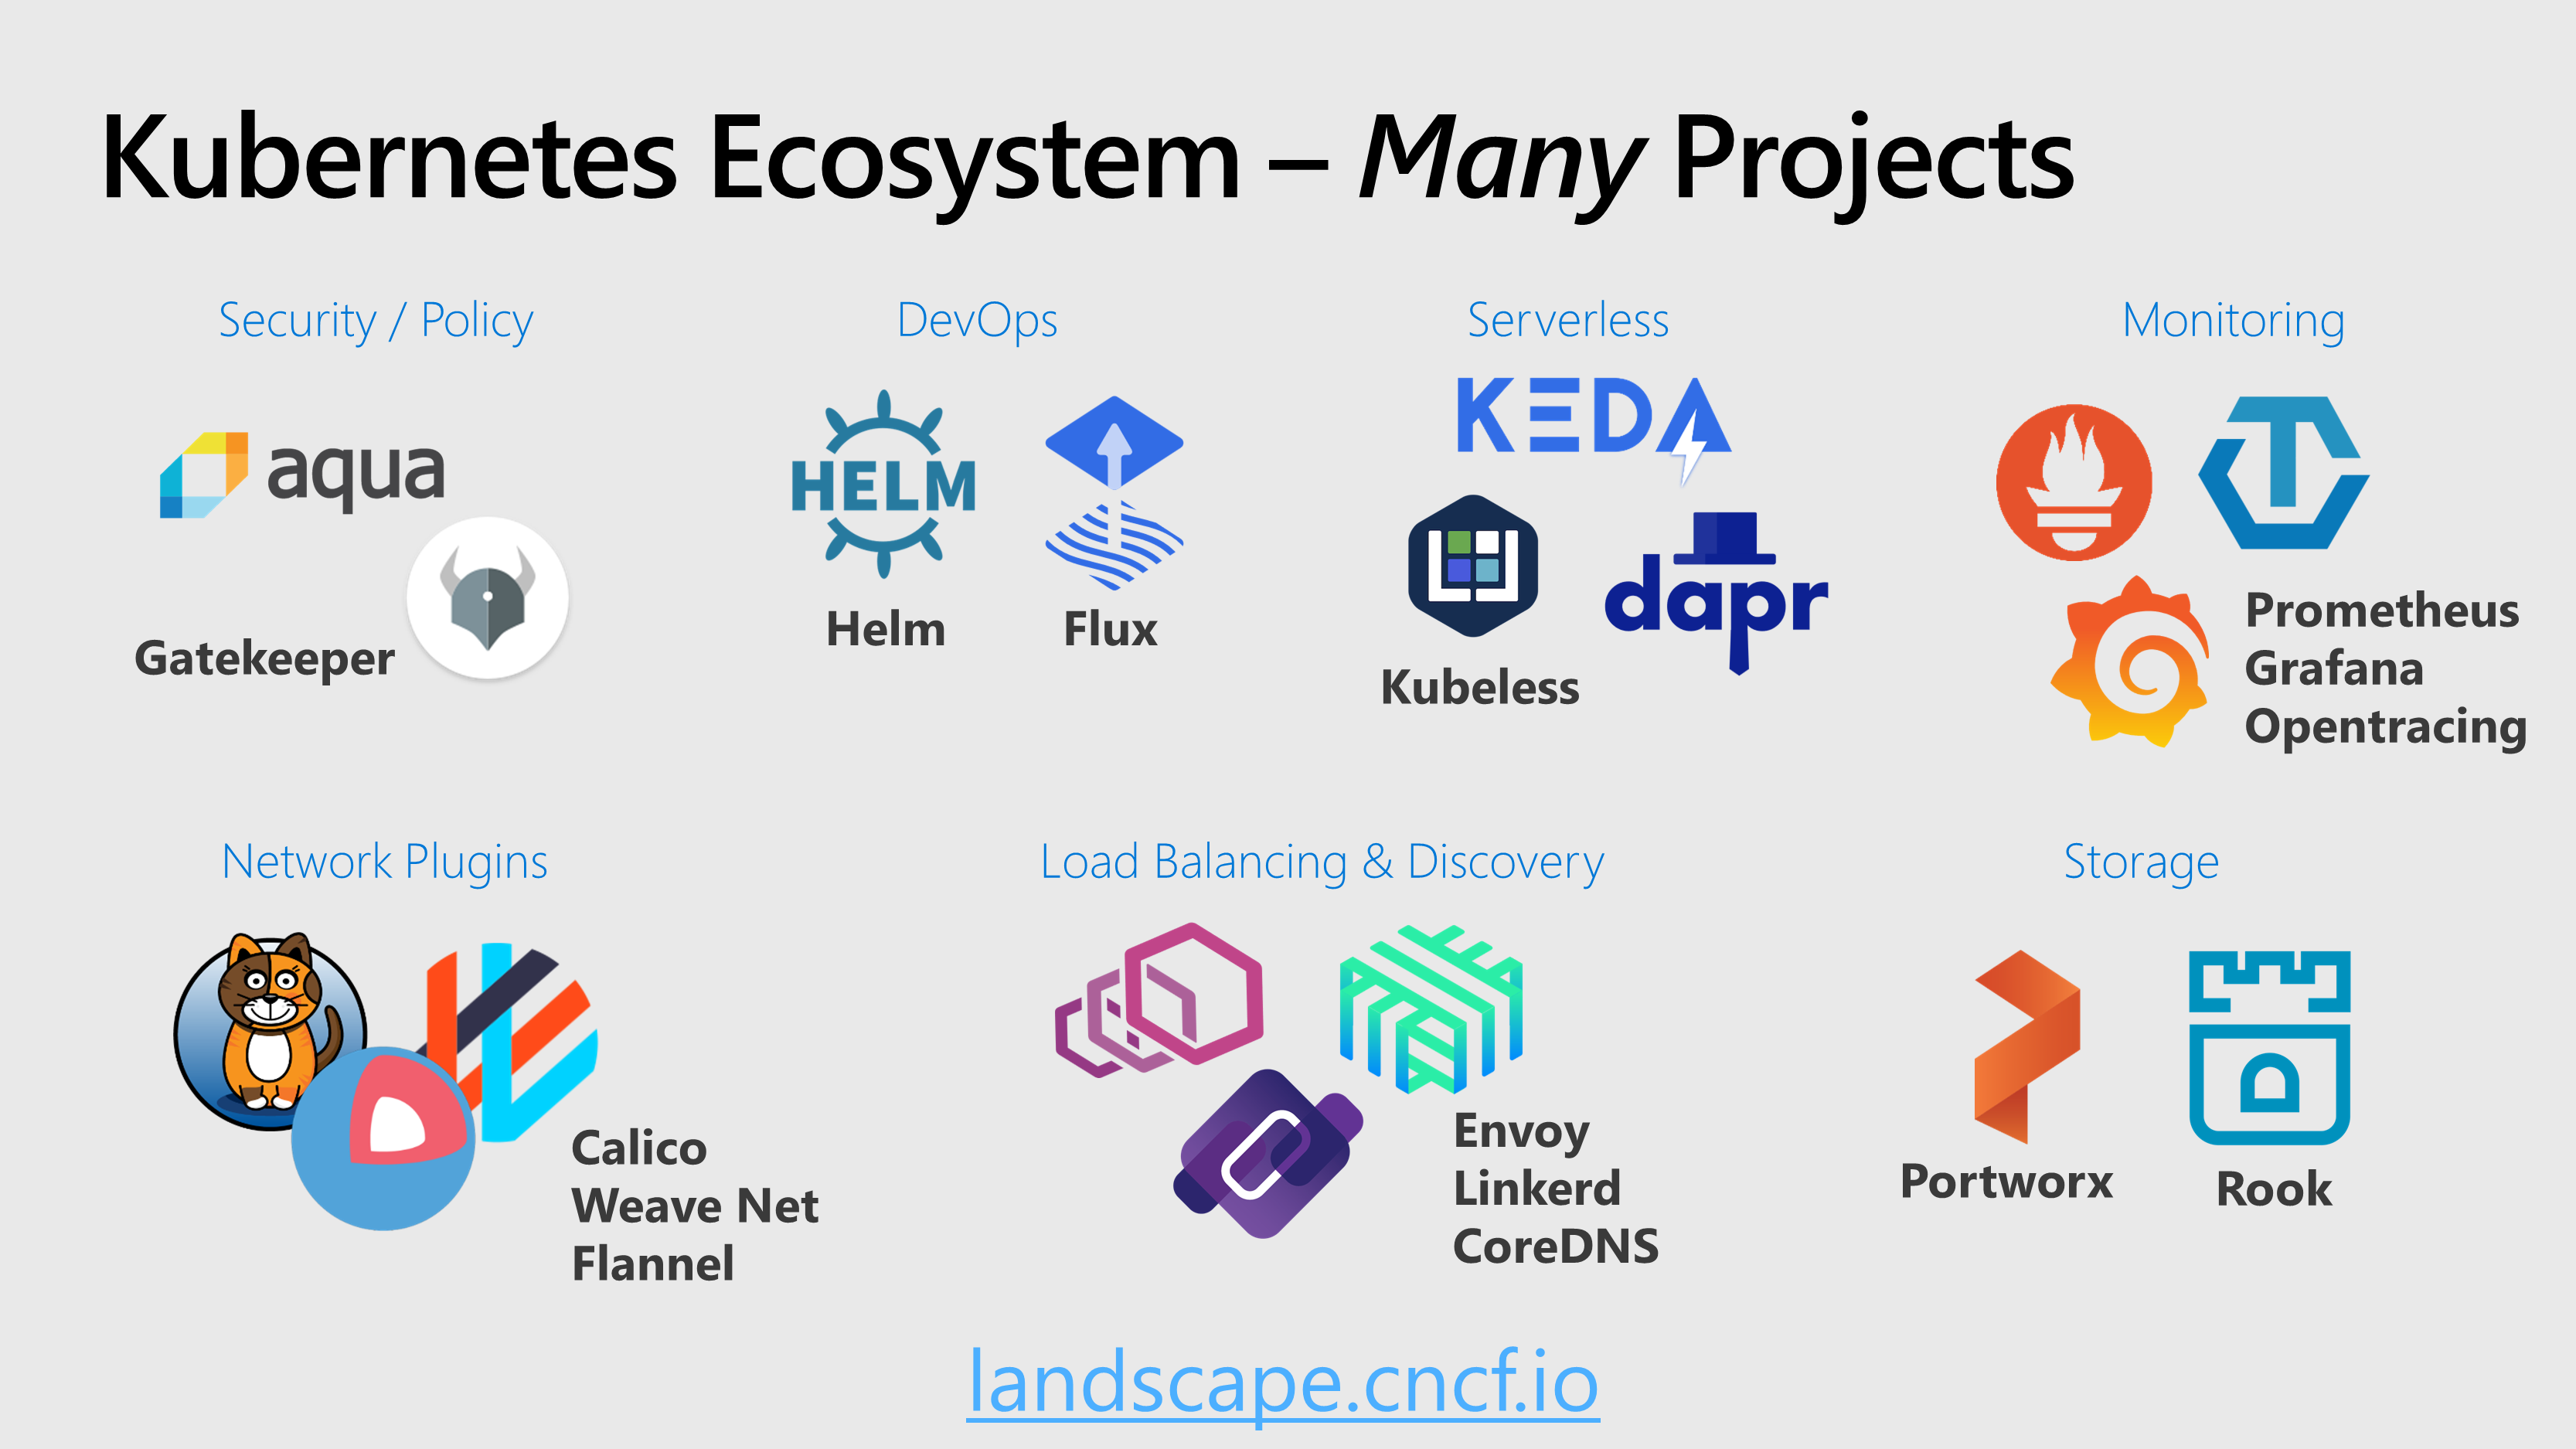 Kubernetes Ecosystem – Many Projects
Security / Policy
aqua
Gatekeeper
DevOps
HELM
Helm
Flux
Serverless
KEDA
dapr
Kubeless
Monitoring
Prometheus
Grafana
Opentracing
Network Plugins
Calico
Weave Net
Flannel
Load Balancing & Discovery
Envoy
Linkerd
CoreDNS
Storage
Portworx
Rook
landscape.cncf.io